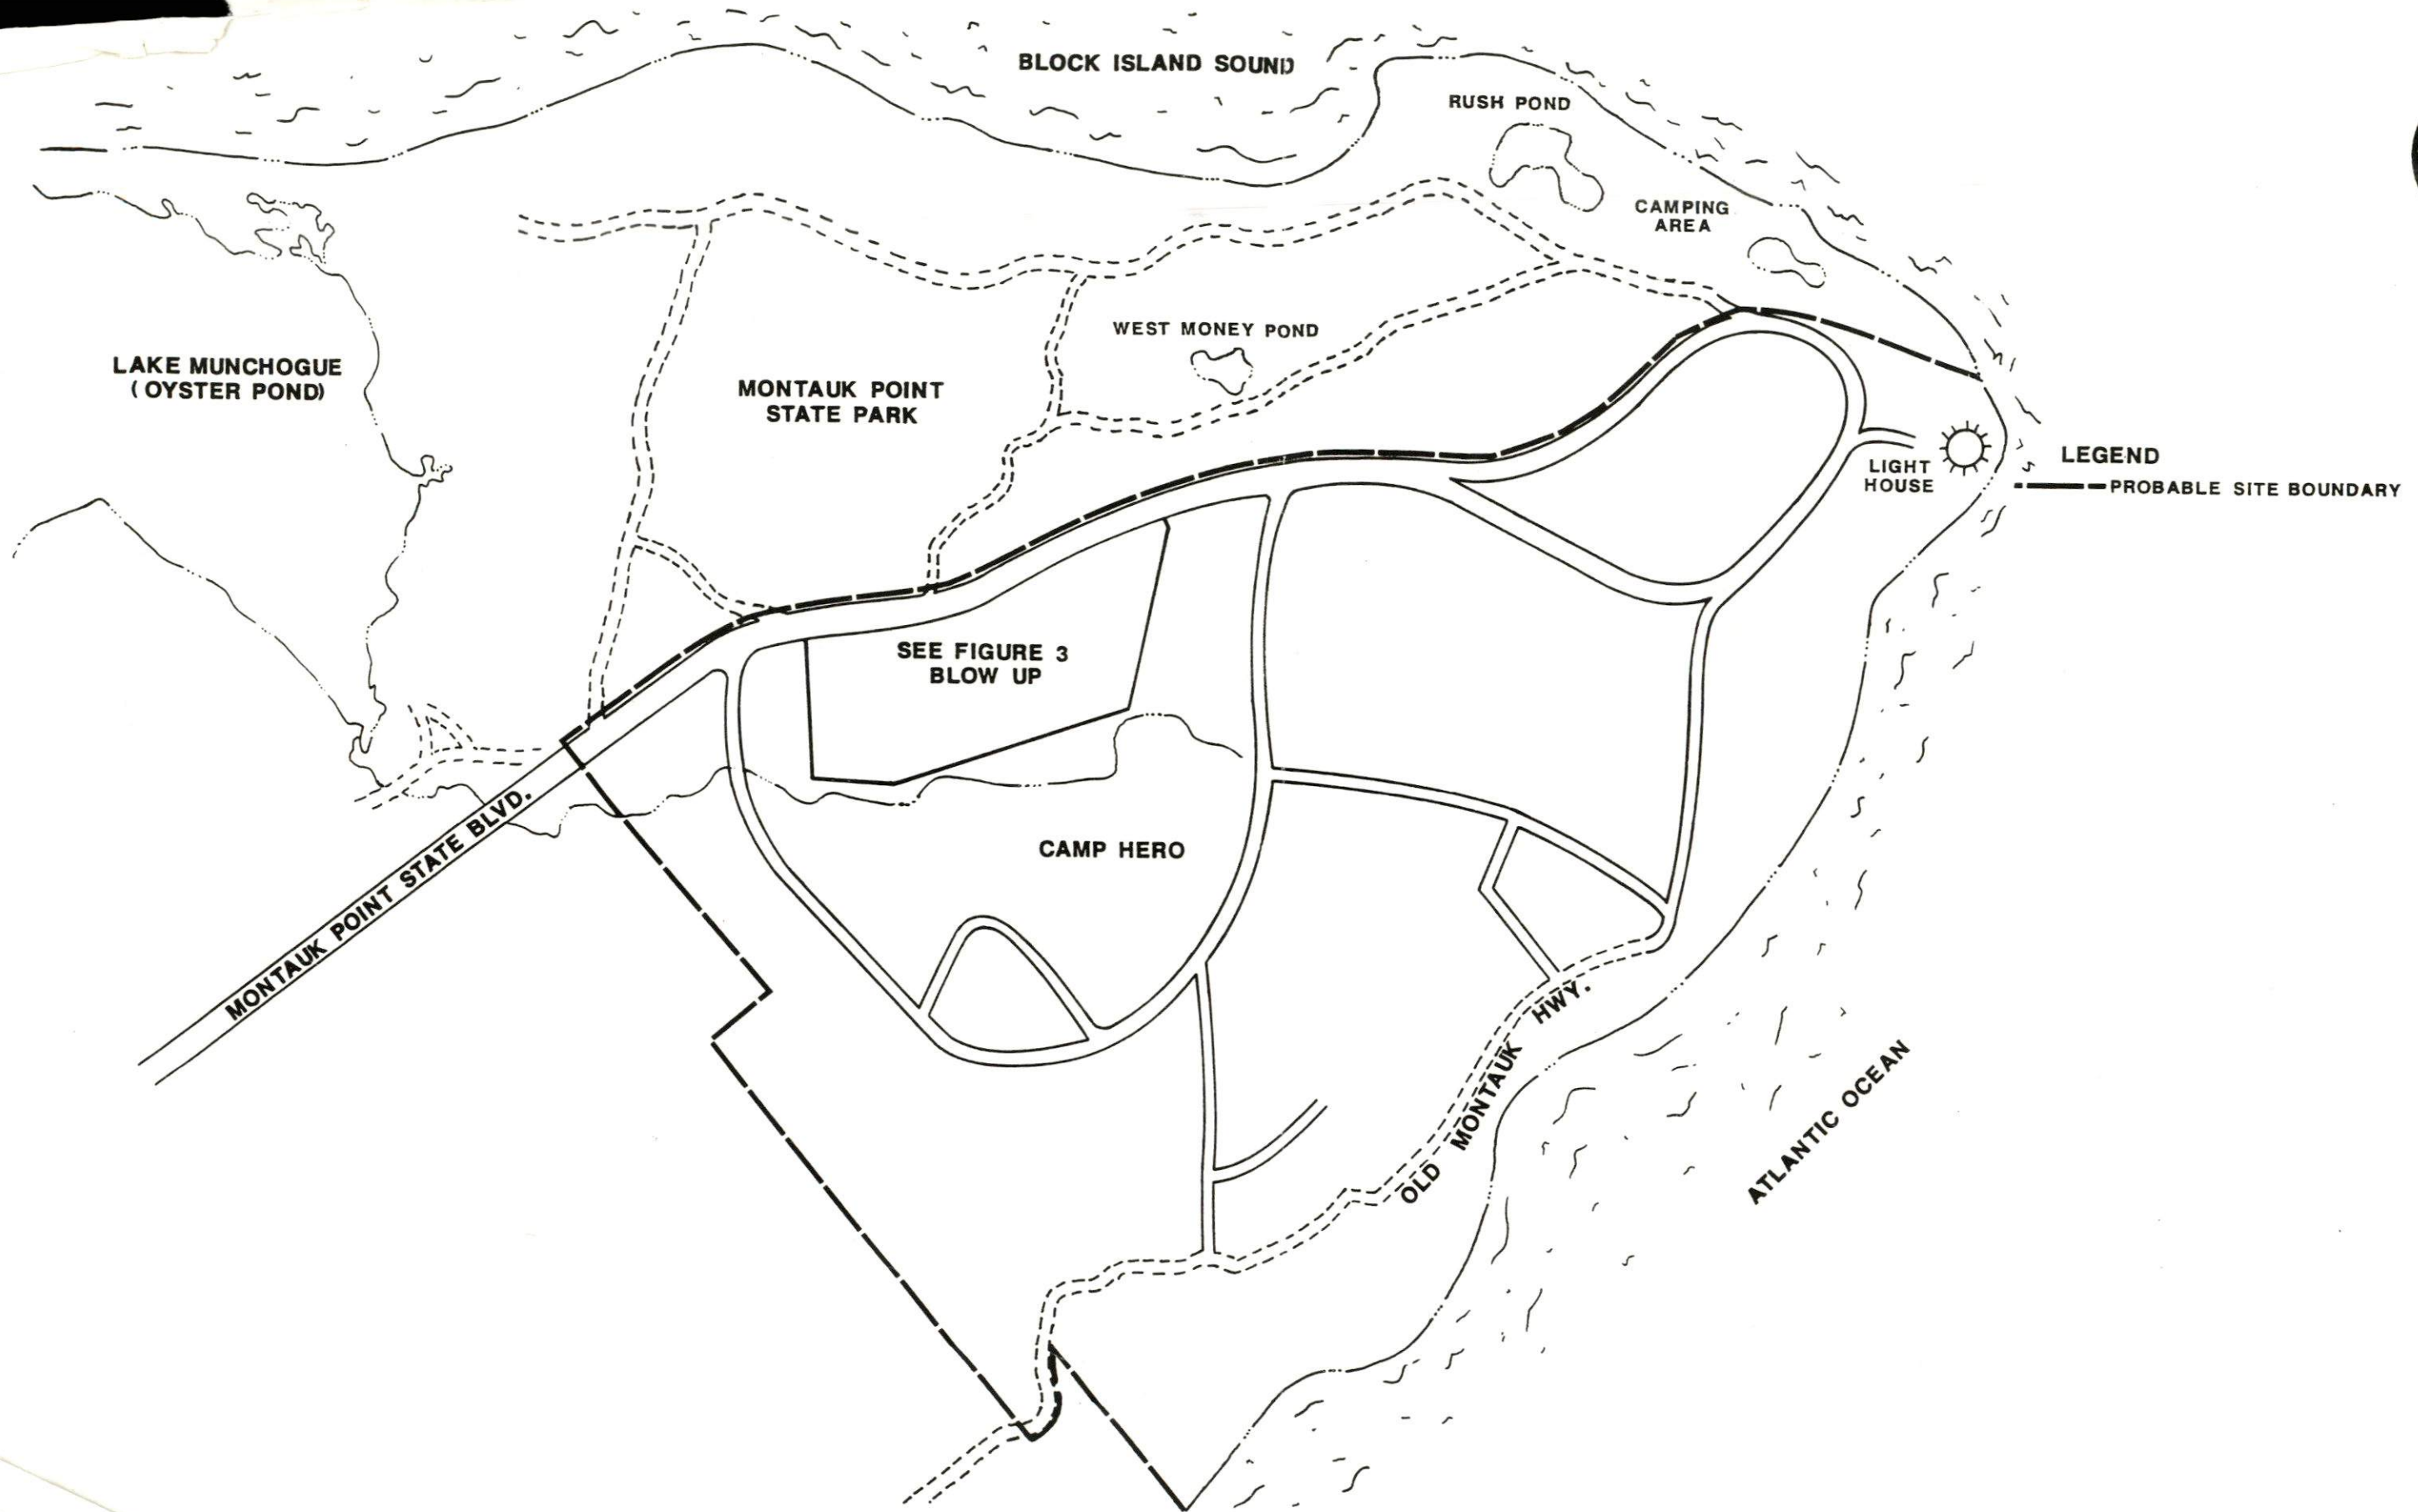 BLOCK ISLAND SOUND
RUSH POND
CAMPING
AREA
WEST MONEY POND
LAKE MUNCHOGUE
( OYSTER POND)
MONTAUK POINT
STATE PARK
LIGHT
HOUSE
LEGEND
PROBABLE SITE BOUNDARY
SEE FIGURE 3
BLOW UP
MONTAUK POINT STATE BLVD.
CAMP HERO
OLD MONTAUK HWY.
ATLANTIC OCEAN